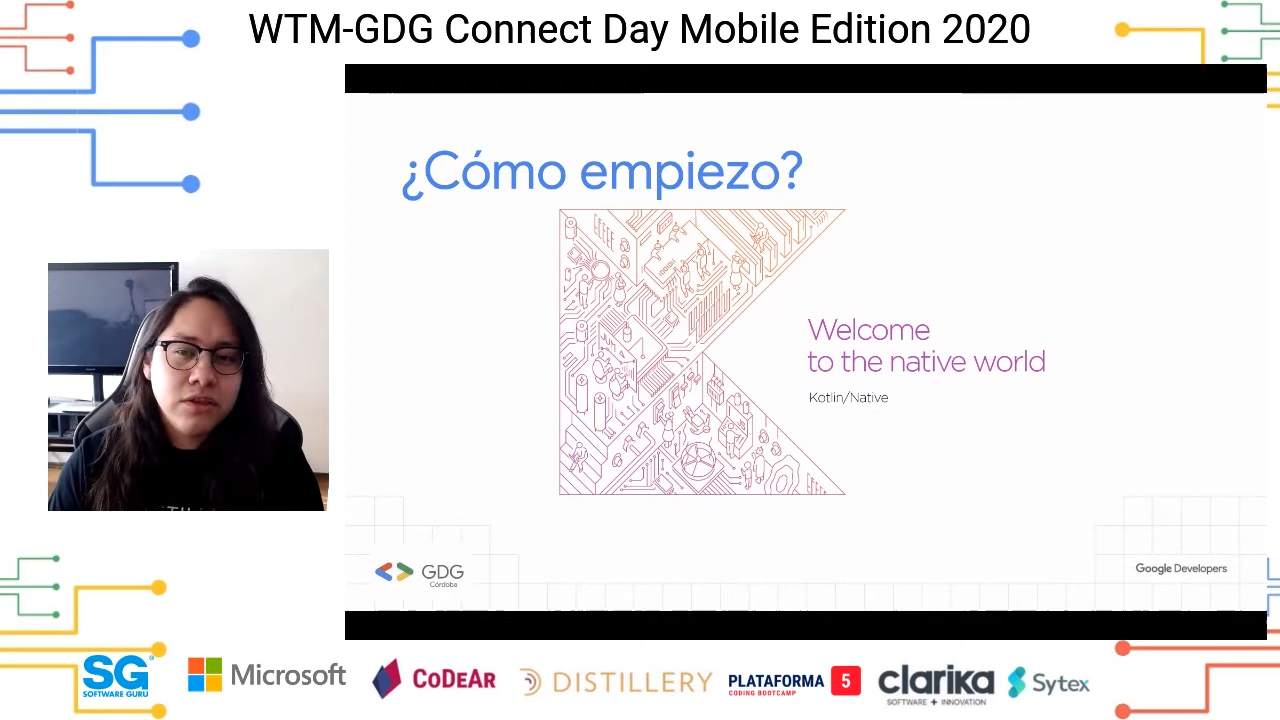 WTM-GDG Connect Day Mobile Edition 2020
¿Cómo empiezo?
Welcome
to the native world
Kotlin/Native
GDG
Córdoba
Google Developers
SG
SOFTWARE GURU
Microsoft
CoDeAr
DISTILLERY
PLATAFORMA
CODING BOOTCAMP
5
clarika
SOFTWARE + INNOVATION
Sytex